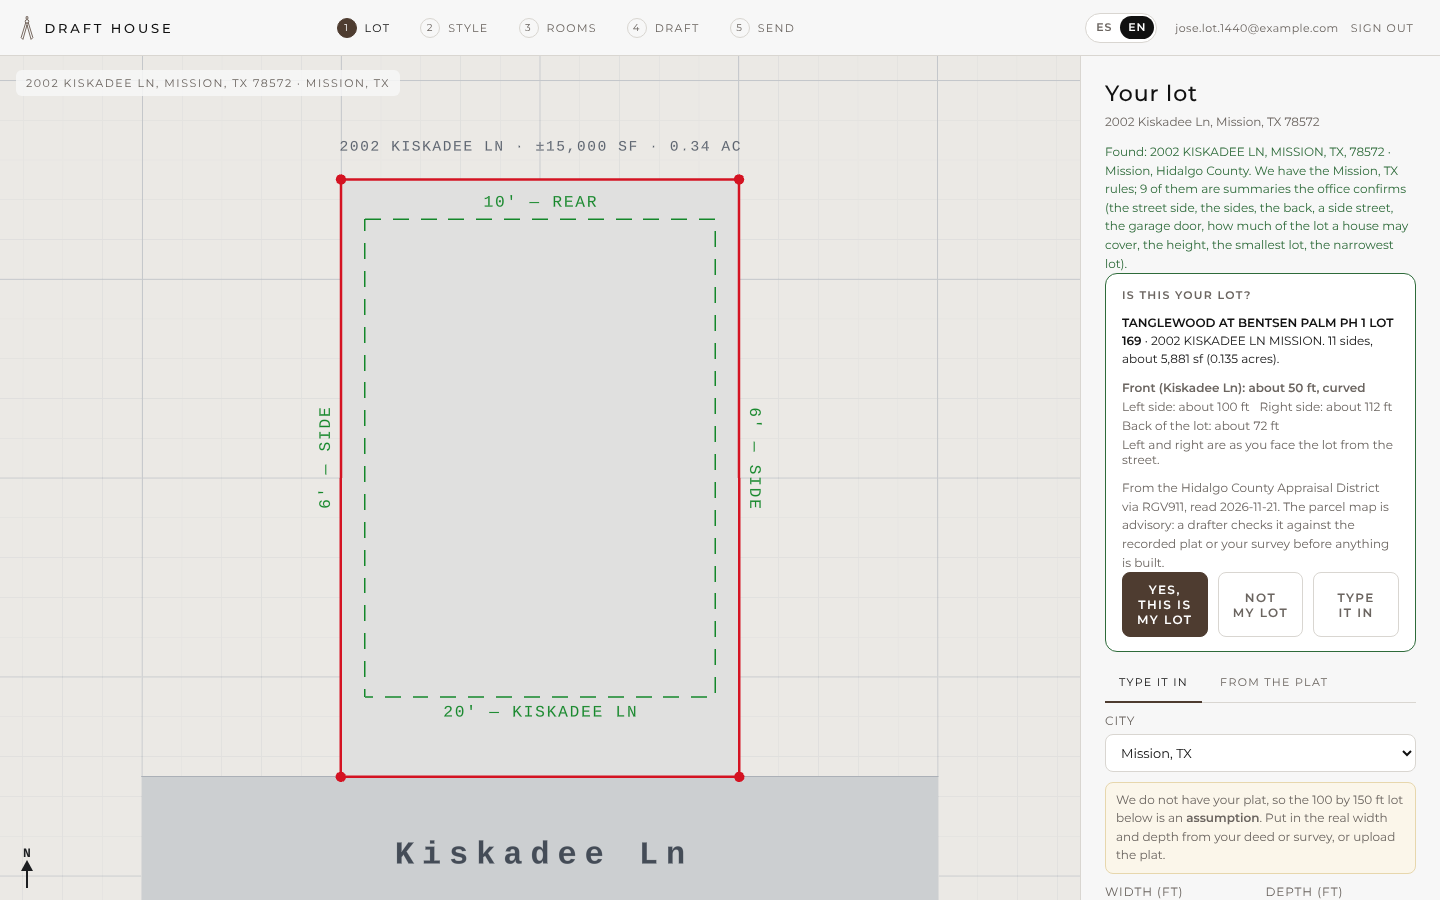 DRAFT HOUSE
1 LOT
2 STYLE
3 ROOMS
4 DRAFT
5 SEND
ES EN
jose.lot.1440@example.com SIGN OUT
2002 KISKADEE LN, MISSION, TX 78572 · MISSION, TX
2002 KISKADEE LN · ±15,000 SF · 0.34 AC
10' — REAR
6' — SIDE
6' — SIDE
20' — KISKADEE LN
Kiskadee Ln
N
Your lot
2002 Kiskadee Ln, Mission, TX 78572
Found: 2002 KISKADEE LN, MISSION, TX, 78572 ·
Mission, Hidalgo County. We have the Mission, TX
rules; 9 of them are summaries the office confirms
(the street side, the sides, the back, a side street,
the garage door, how much of the lot a house may
cover, the height, the smallest lot, the narrowest
lot).
IS THIS YOUR LOT?
TANGLEWOOD AT BENTSEN PALM PH 1 LOT
169 · 2002 KISKADEE LN MISSION. 11 sides,
about 5,881 sf (0.135 acres).
Front (Kiskadee Ln): about 50 ft, curved
Left side: about 100 ft Right side: about 112 ft
Back of the lot: about 72 ft
Left and right are as you face the lot from the
street.
From the Hidalgo County Appraisal District
via RGV911, read 2026-11-21. The parcel map is
advisory: a drafter checks it against the
recorded plat or your survey before anything
is built.
YES,
THIS IS
MY LOT
NOT
MY LOT
TYPE
IT IN
TYPE IT IN
FROM THE PLAT
CITY
Mission, TX
We do not have your plat, so the 100 by 150 ft lot
below is an assumption. Put in the real width
and depth from your deed or survey, or upload
the plat.
WIDTH (FT)
DEPTH (FT)